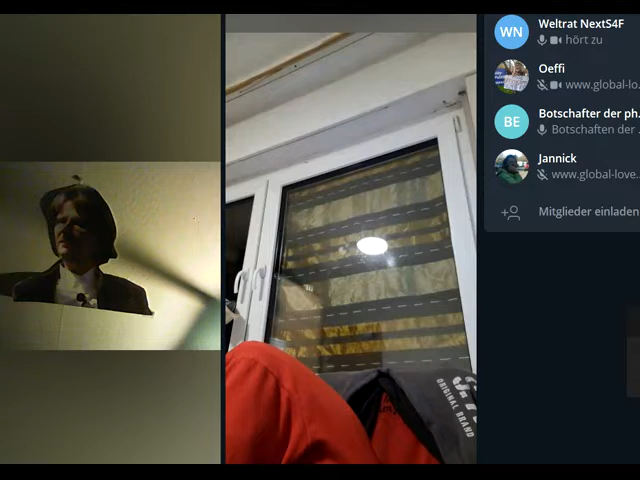 WN
Weltrat NextS4F
hört zu
Oeffi
www.global-lo...
BE
Botschafter der ph...
Botschaften der ...
Jannick
www.global-love...
Mitglieder einladen
ORIGINAL BRAND